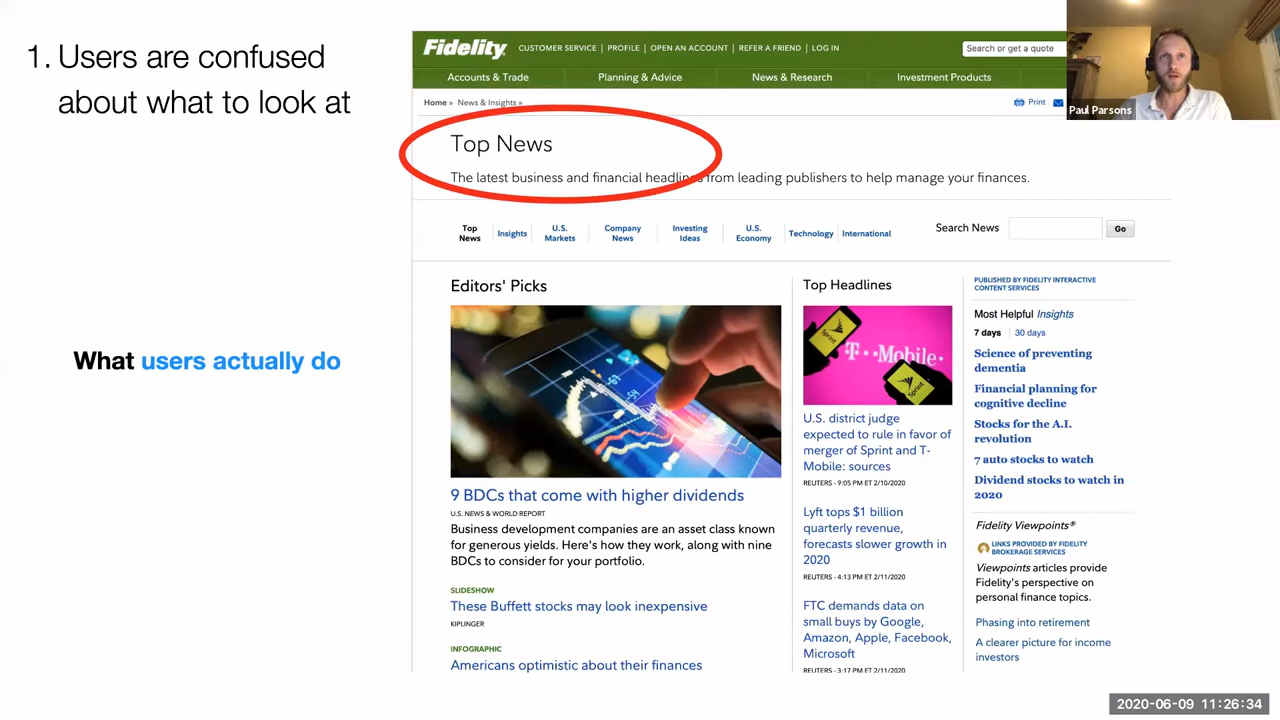 1. Users are confused
about what to look at
What users actually do
Fidelity
CUSTOMER SERVICE | PROFILE | OPEN AN ACCOUNT | REFER A FRIEND | LOG IN
Search or get a quote
Accounts & Trade
Planning & Advice
News & Research
Investment Products
Home » News & Insights »
Print
Top News
The latest business and financial headlines from leading publishers to help manage your finances.
Top
News
Insights
U.S.
Markets
Company
News
Investing
Ideas
U.S.
Economy
Technology
International
Search News
Go
Editors' Picks
9 BDCs that come with higher dividends
U.S. NEWS & WORLD REPORT
Business development companies are an asset class known
for generous yields. Here's how they work, along with nine
BDCs to consider for your portfolio.
SLIDESHOW
These Buffett stocks may look inexpensive
KIPLINGER
INFOGRAPHIC
Americans optimistic about their finances
Top Headlines
T-Mobile
Sprint
Sprint
U.S. district judge
expected to rule in favor of
merger of Sprint and T-
Mobile: sources
REUTERS - 9:05 PM ET 2/10/2020
Lyft tops $1 billion
quarterly revenue,
forecasts slower growth in
2020
REUTERS - 4:13 PM ET 2/11/2020
FTC demands data on
small buys by Google,
Amazon, Apple, Facebook,
Microsoft
REUTERS - 3:17 PM ET 2/11/2020
PUBLISHED BY FIDELITY INTERACTIVE
CONTENT SERVICES
Most Helpful Insights
7 days | 30 days
Science of preventing
dementia
Financial planning for
cognitive decline
Stocks for the A.I.
revolution
7 auto stocks to watch
Dividend stocks to watch in
2020
Fidelity Viewpoints®
LINKS PROVIDED BY FIDELITY
BROKERAGE SERVICES
Viewpoints articles provide
Fidelity's perspective on
personal finance topics.
Phasing into retirement
A clearer picture for income
investors
Paul Parsons
2020-06-09 11:26:34